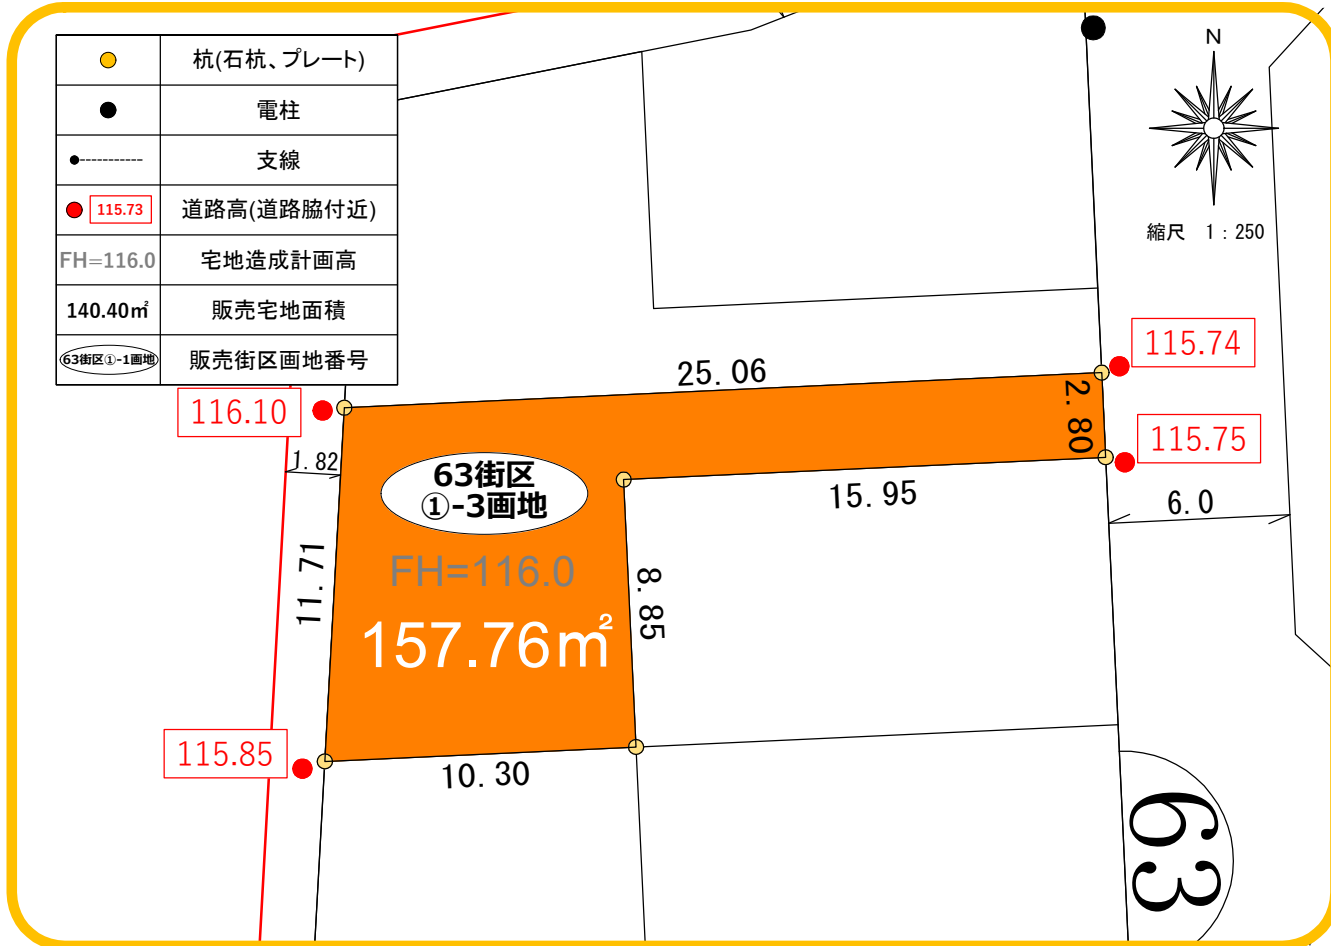 杭(石杭、プレート)
電柱
支線
115.73 道路高(道路脇付近)
FH=116.0 宅地造成計画高
140.40㎡ 販売宅地面積
63街区①-1画地 販売街区画地番号
N
縮尺 1:250
115.74
25.06
116.10
2.80
115.75
1.82
63街区
①-3画地
15.95
6.0
11.71
FH=116.0
8.85
157.76㎡
115.85
10.30
63